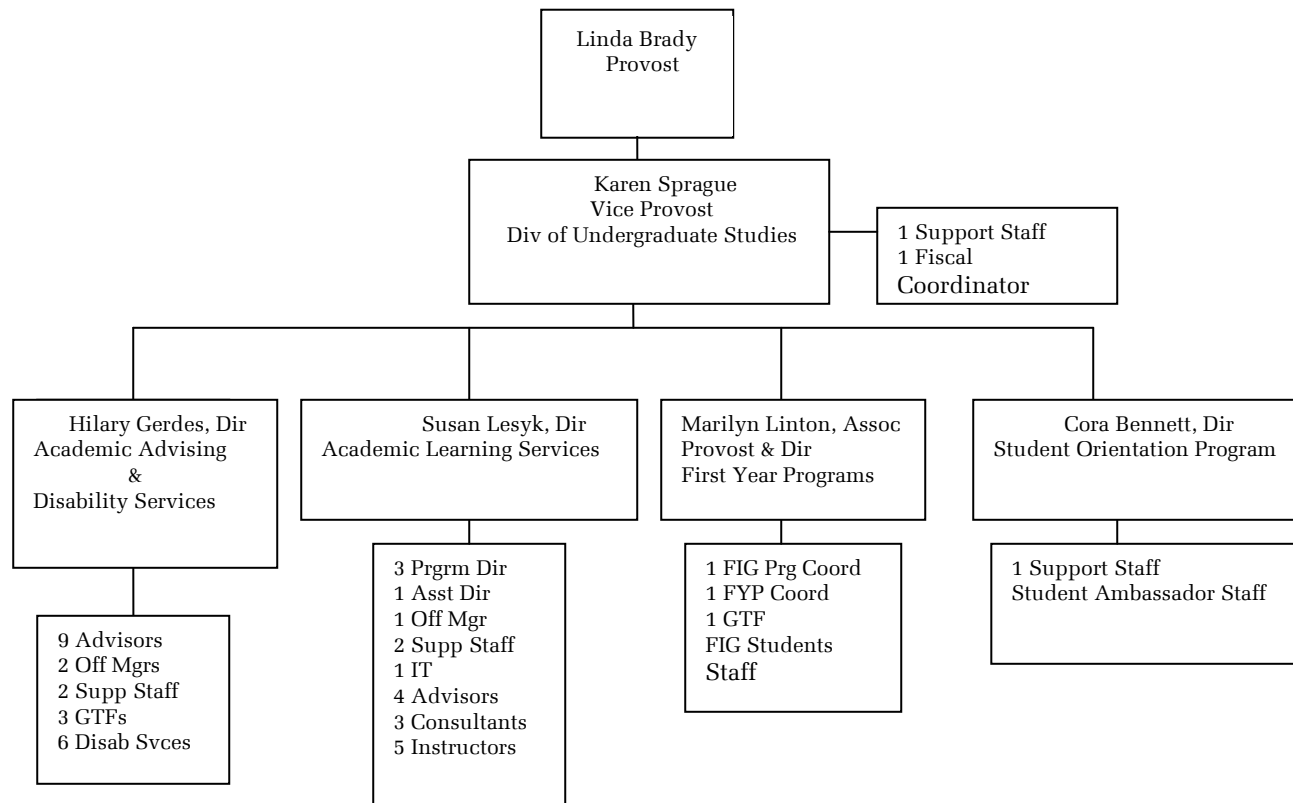 Linda Brady
Provost
Karen Sprague
Vice Provost
Div of Undergraduate Studies
1 Support Staff
1 Fiscal
Coordinator
Hilary Gerdes, Dir
Academic Advising
&
Disability Services
Susan Lesyk, Dir
Academic Learning Services
Marilyn Linton, Assoc
Provost & Dir
First Year Programs
Cora Bennett, Dir
Student Orientation Program
9 Advisors
2 Off Mgrs
2 Supp Staff
3 GTFs
6 Disab Svces
3 Prgrm Dir
1 Asst Dir
1 Off Mgr
2 Supp Staff
1 IT
4 Advisors
3 Consultants
5 Instructors
1 FIG Prg Coord
1 FYP Coord
1 GTF
FIG Students
Staff
1 Support Staff
Student Ambassador Staff